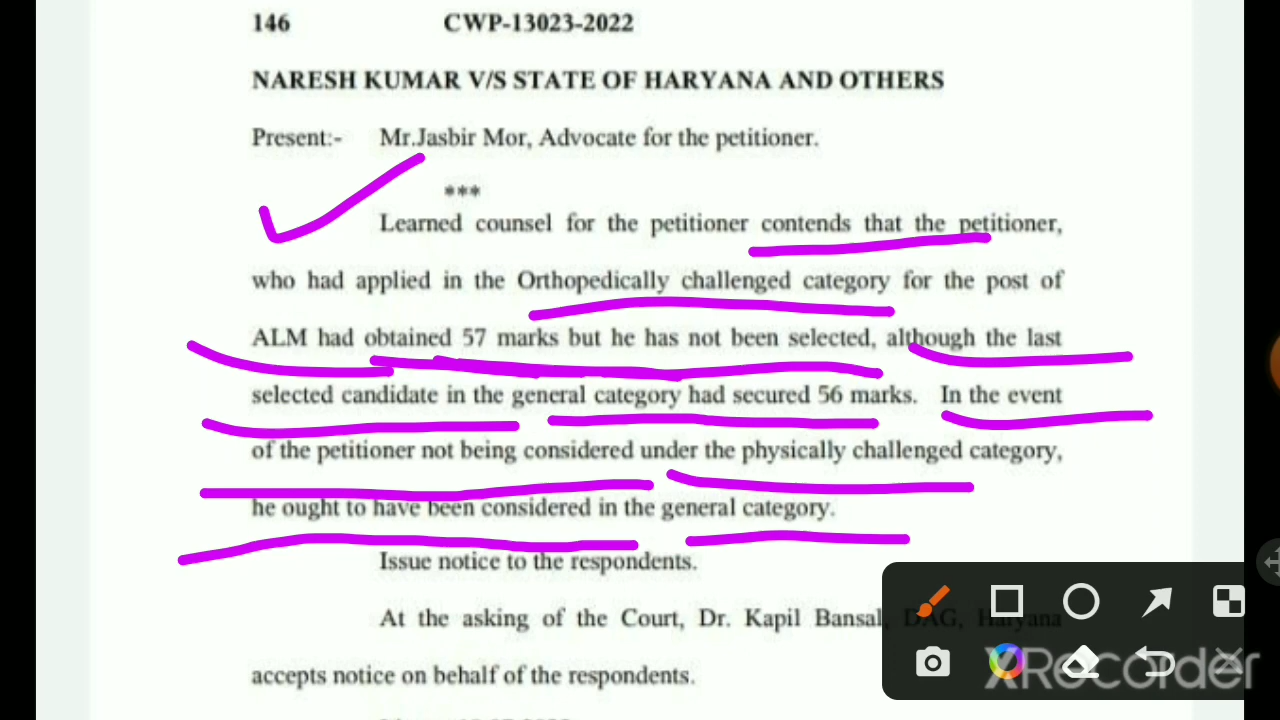 146 CWP-13023-2022
NARESH KUMAR V/S STATE OF HARYANA AND OTHERS
Present:- Mr.Jasbir Mor, Advocate for the petitioner.
***
Learned counsel for the petitioner contends that the petitioner,
who had applied in the Orthopedically challenged category for the post of
ALM had obtained 57 marks but he has not been selected, although the last
selected candidate in the general category had secured 56 marks. In the event
of the petitioner not being considered under the physically challenged category,
he ought to have been considered in the general category.
Issue notice to the respondents.
At the asking of the Court, Dr. Kapil Bansal, DAG, Haryana
accepts notice on behalf of the respondents.
XRecorder